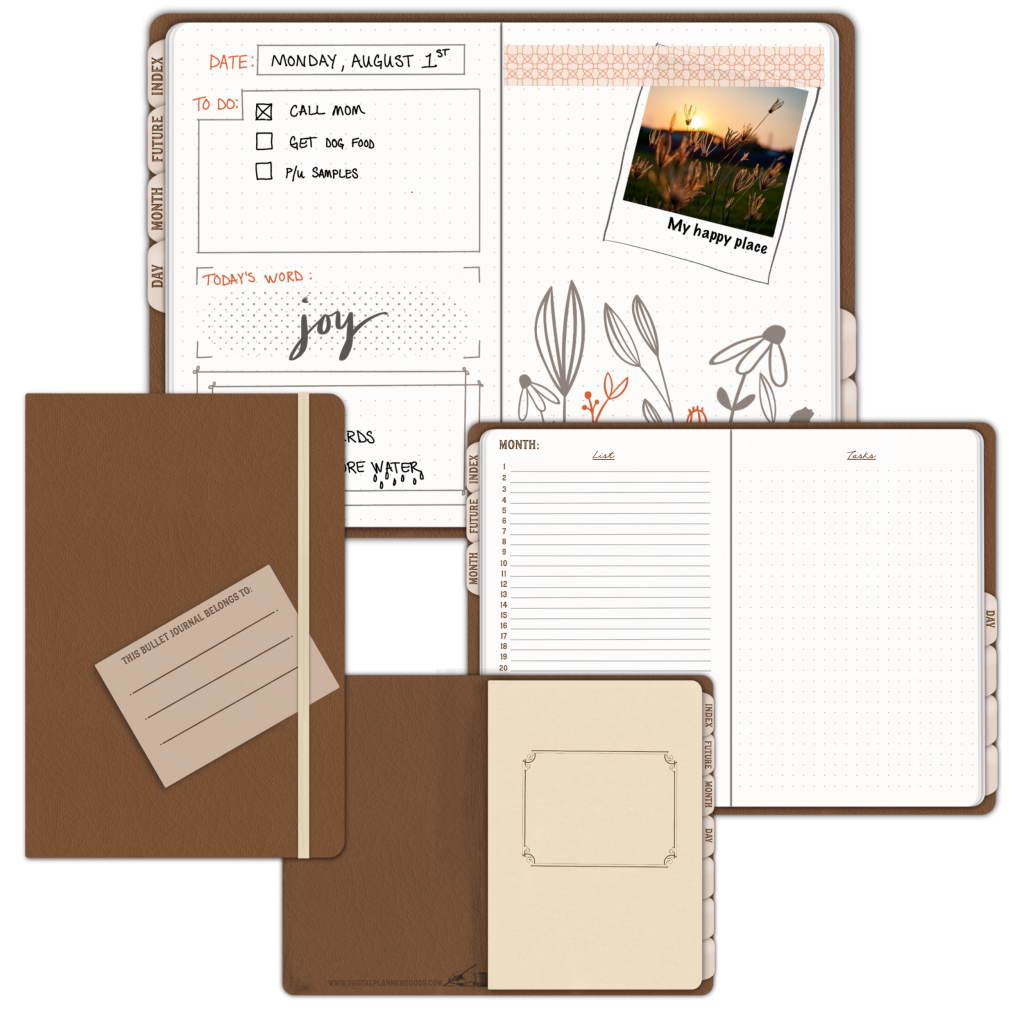 INDEX
FUTURE
MONTH
DAY
DATE: MONDAY, AUGUST 1ST
TO DO:
CALL MOM
GET DOG FOOD
P/U SAMPLES
TODAY'S WORD:
joy
WATER
My happy place
THIS BULLET JOURNAL BELONGS TO:
INDEX
FUTURE
MONTH
MONTH:
List
1
2
3
4
5
6
7
8
9
10
11
12
13
14
15
16
17
18
19
20
Tasks
DAY
INDEX
FUTURE
MONTH
DAY
WWW.DIGITALPLANNERGOODS.COM